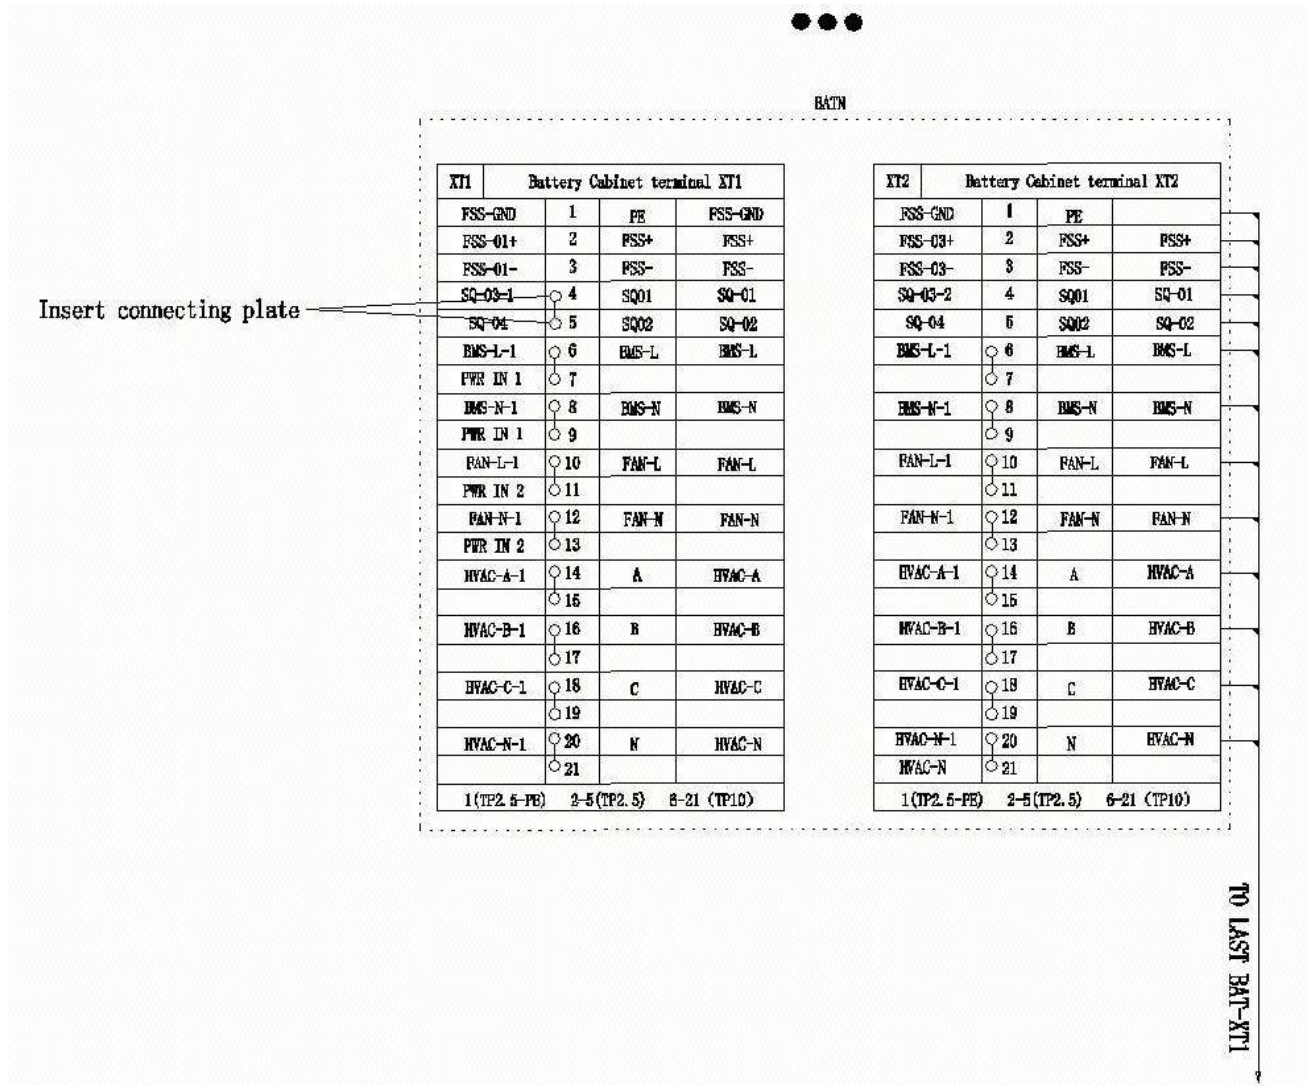 BATN
XT1 Battery Cabinet terminal XT1
FSS-GND 1 PE FSS-GND
FSS-01+ 2 FSS+ FSS+
FSS-01- 3 FSS- FSS-
SQ-03-1 4 SQ01 SQ-01
Insert connecting plate
SQ-04 5 SQ02 SQ-02
BMS-L-1 6 BMS-L BMS-L
PWR IN 1 7
BMS-N-1 8 BMS-N BMS-N
PWR IN 1 9
FAN-L-1 10 FAN-L FAN-L
PWR IN 2 11
FAN-N-1 12 FAN-N FAN-N
PWR IN 2 13
HVAC-A-1 14 A HVAC-A
15
HVAC-B-1 16 B HVAC-B
17
HVAC-C-1 18 C HVAC-C
19
HVAC-N-1 20 N HVAC-N
21
1(TP2.5-PE) 2-5(TP2.5) 6-21 (TP10)
XT2 Battery Cabinet terminal XT2
FSS-GND 1 PE
FSS-03+ 2 FSS+ FSS+
FSS-03- 3 FSS- FSS-
SQ-03-2 4 SQ01 SQ-01
SQ-04 5 SQ02 SQ-02
BMS-L-1 6 BMS-L BMS-L
7
BMS-N-1 8 BMS-N BMS-N
9
FAN-L-1 10 FAN-L FAN-L
11
FAN-N-1 12 FAN-N FAN-N
13
HVAC-A-1 14 A HVAC-A
15
HVAC-B-1 16 B HVAC-B
17
HVAC-C-1 18 C HVAC-C
19
HVAC-N-1 20 N HVAC-N
HVAC-N 21
1(TP2.5-PE) 2-5(TP2.5) 6-21 (TP10)
TO LAST BAT-XT1